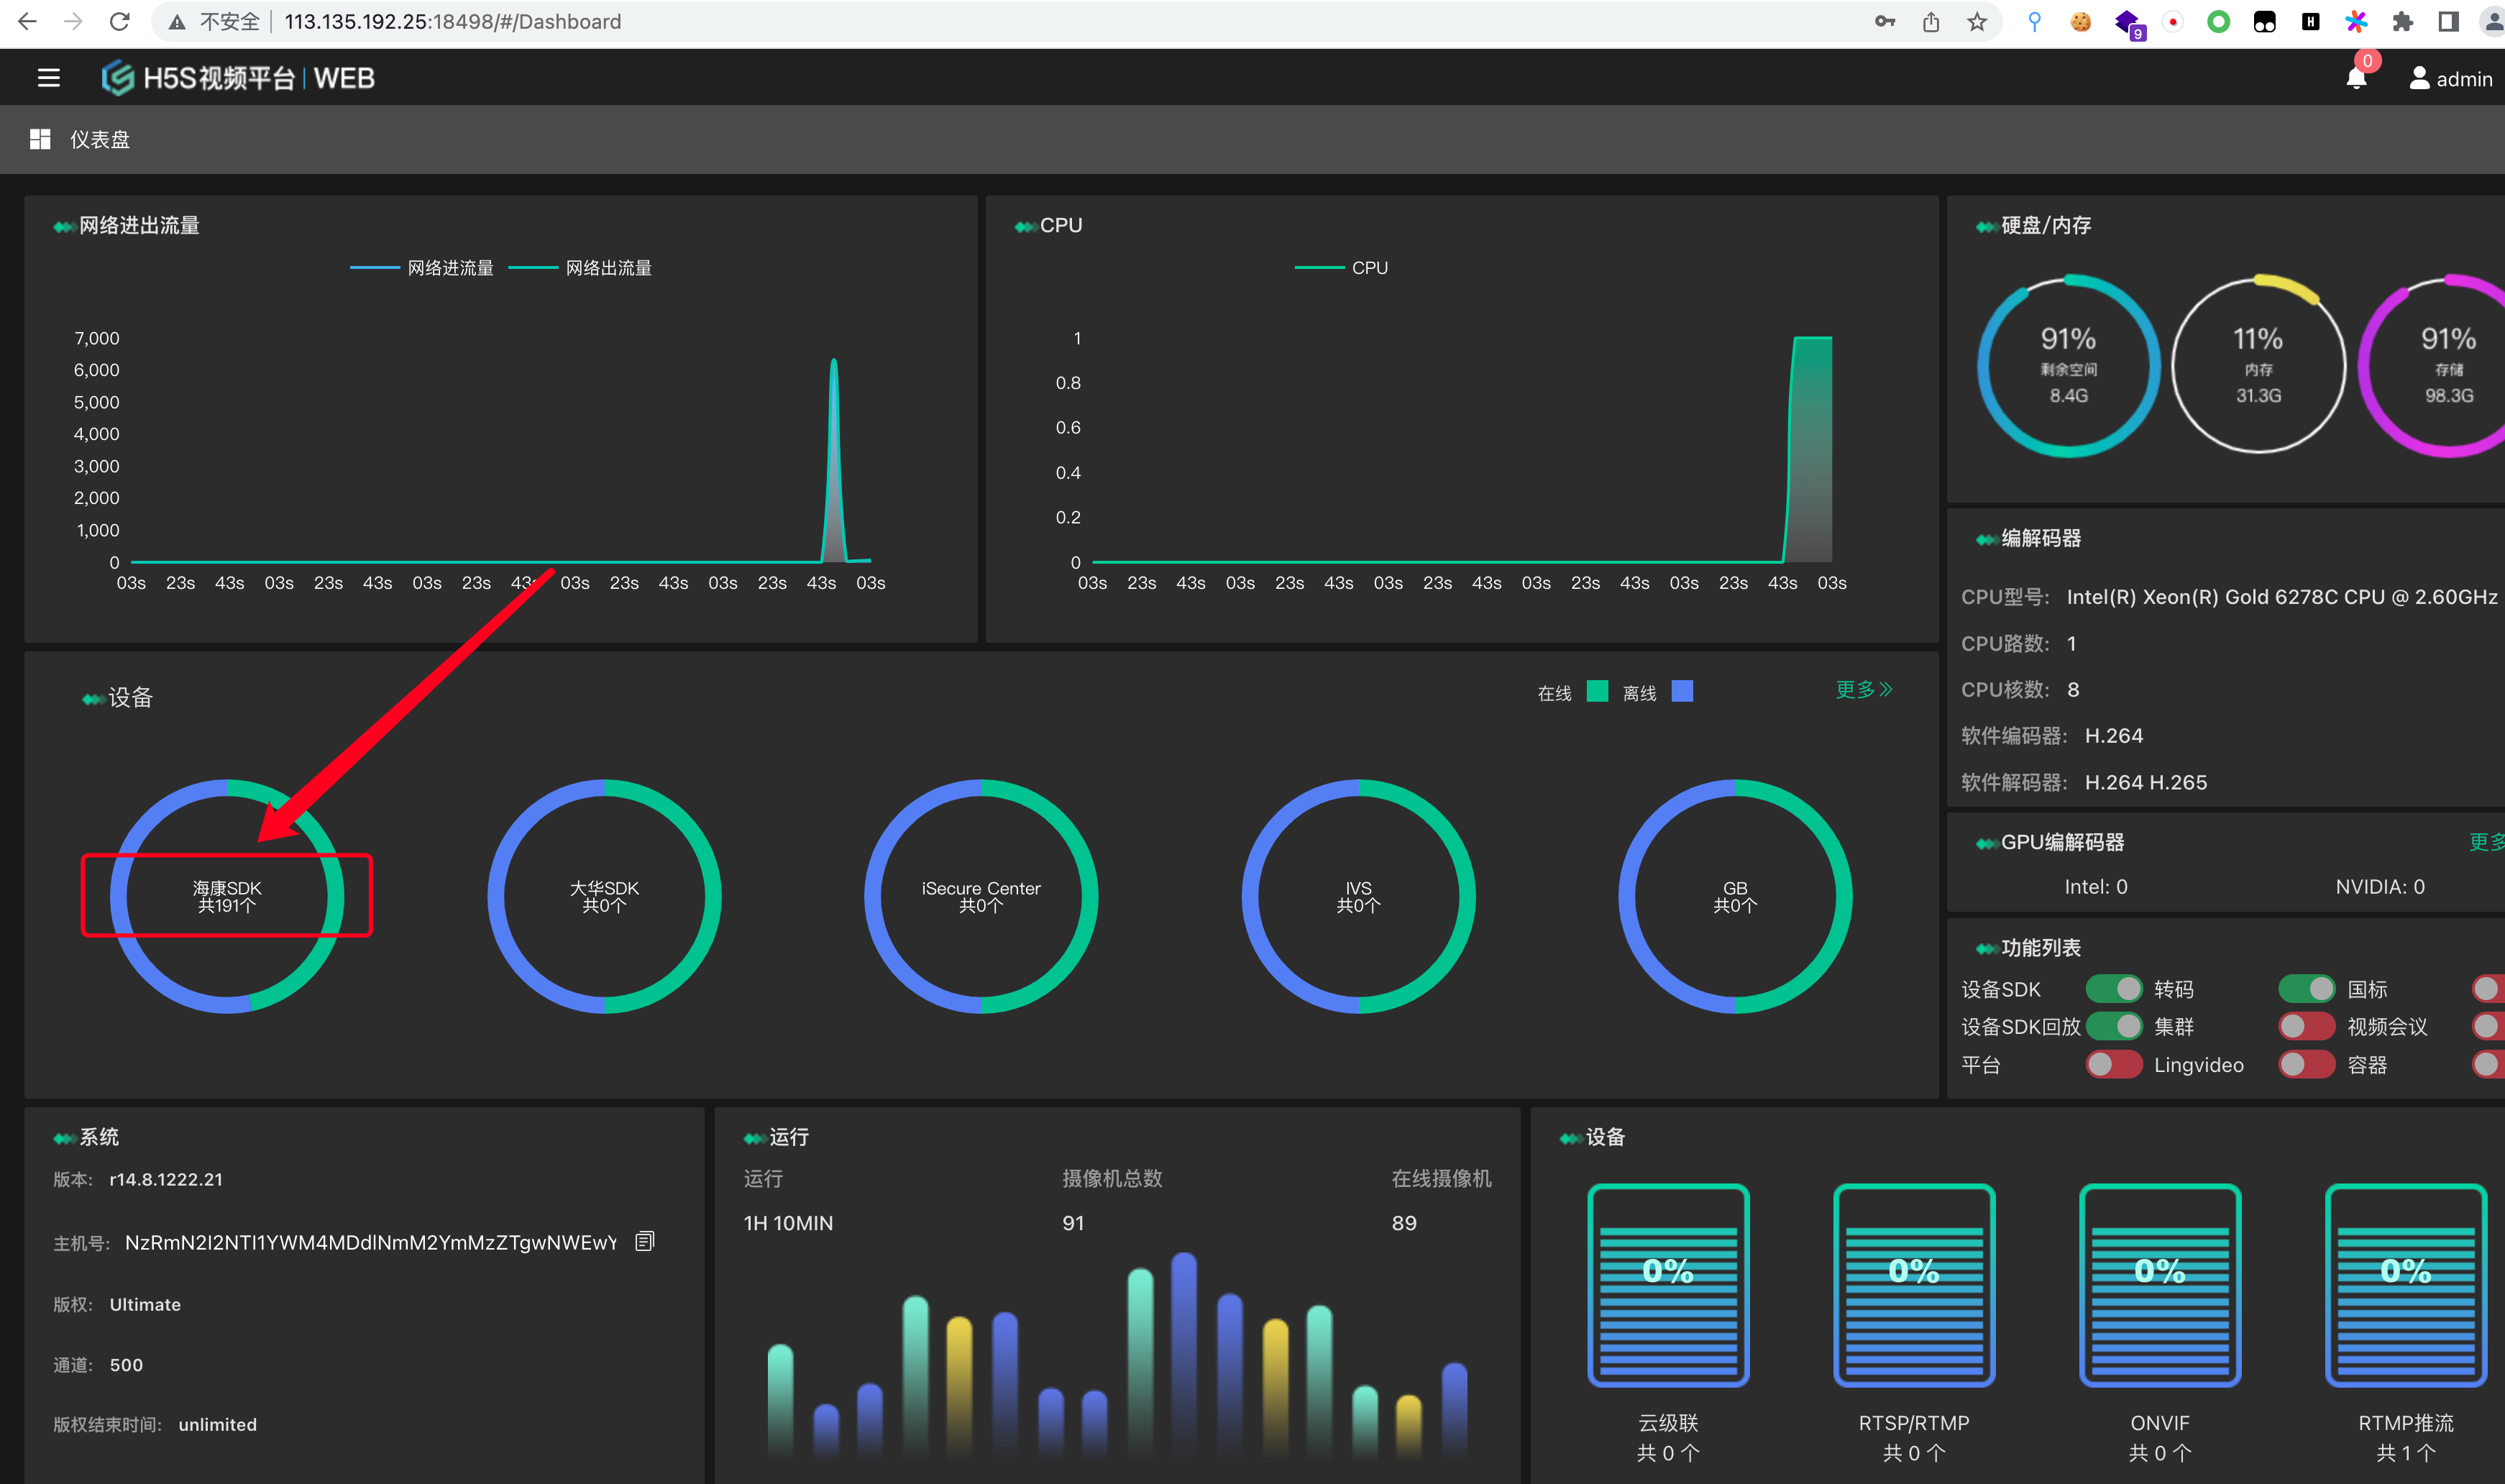 不安全 113.135.192.25:18498/#/Dashboard
9
H
H5S视频平台 | WEB
0
admin
仪表盘
网络进出流量
网络进流量 网络出流量
7,000
6,000
5,000
4,000
3,000
2,000
1,000
0
03s 23s 43s 03s 23s 43s 03s 23s 43s 03s 23s 43s 03s 23s 43s 03s
CPU
CPU
1
0.8
0.6
0.4
0.2
0
03s 23s 43s 03s 23s 43s 03s 23s 43s 03s 23s 43s 03s 23s 43s 03s
硬盘/内存
91%
剩余空间
8.4G
11%
内存
31.3G
91%
存储
98.3G
编解码器
CPU型号: Intel(R) Xeon(R) Gold 6278C CPU @ 2.60GHz
CPU路数: 1
CPU核数: 8
软件编码器: H.264
软件解码器: H.264 H.265
GPU编解码器 更多
Intel: 0 NVIDIA: 0
功能列表
设备SDK 转码 国标
设备SDK回放 集群 视频会议
平台 Lingvideo 容器
设备
在线 离线 更多
海康SDK
共191个
大华SDK
共0个
iSecure Center
共0个
IVS
共0个
GB
共0个
系统
版本: r14.8.1222.21
主机号: NzRmN2I2NTI1YWM4MDdlNmM2YmMzZTgwNWEwY
版权: Ultimate
通道: 500
版权结束时间: unlimited
运行
运行 摄像机总数 在线摄像机
1H 10MIN 91 89
设备
0% 0% 0% 0%
云级联 RTSP/RTMP ONVIF RTMP推流
共 0 个 共 0 个 共 0 个 共 1 个